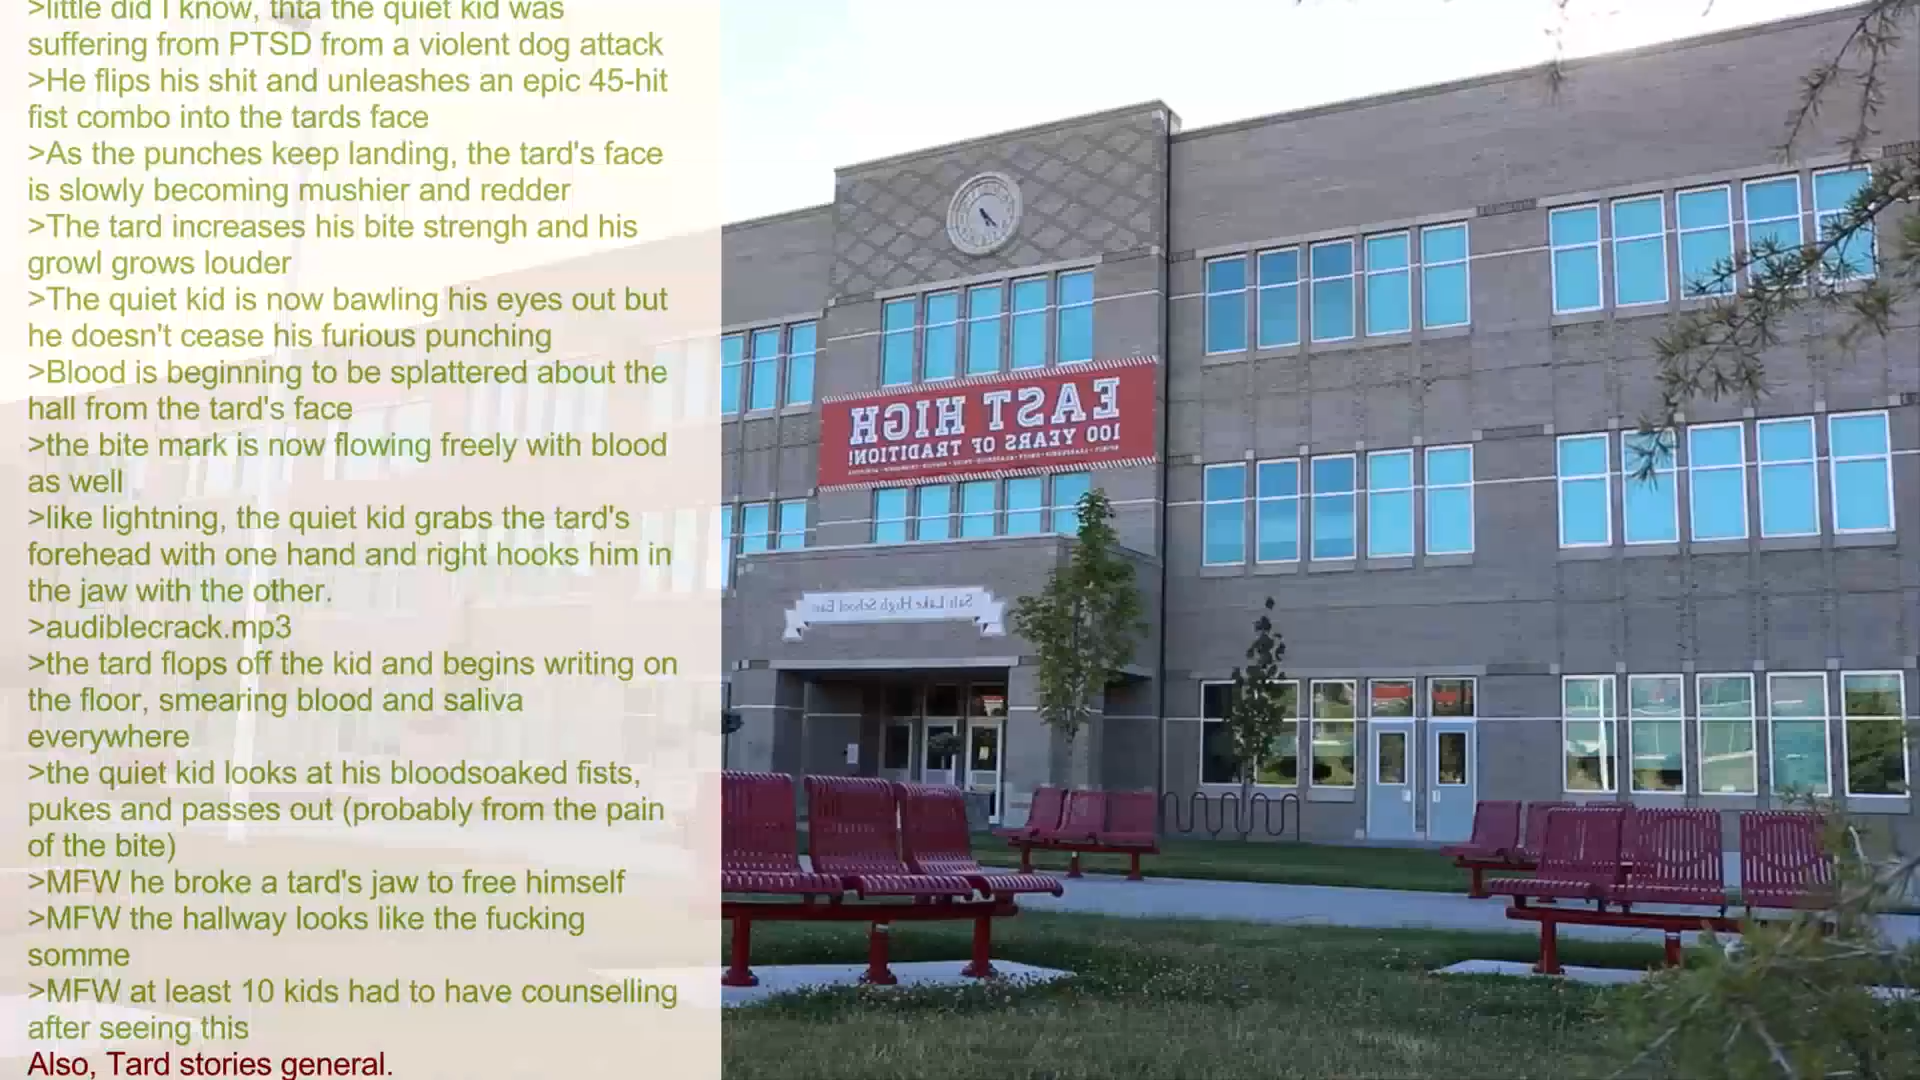 >little did I know, thta the quiet kid was
suffering from PTSD from a violent dog attack
>He flips his shit and unleashes an epic 45-hit
fist combo into the tards face
>As the punches keep landing, the tard's face
is slowly becoming mushier and redder
>The tard increases his bite strengh and his
growl grows louder
>The quiet kid is now bawling his eyes out but
he doesn't cease his furious punching
>Blood is beginning to be splattered about the
hall from the tard's face
>the bite mark is now flowing freely with blood
as well
>like lightning, the quiet kid grabs the tard's
forehead with one hand and right hooks him in
the jaw with the other.
>audiblecrack.mp3
>the tard flops off the kid and begins writing on
the floor, smearing blood and saliva
everywhere
>the quiet kid looks at his bloodsoaked fists,
pukes and passes out (probably from the pain
of the bite)
>MFW he broke a tard's jaw to free himself
>MFW the hallway looks like the fucking
somme
>MFW at least 10 kids had to have counselling
after seeing this
Also, Tard stories general.
EAST HIGH
100 YEARS OF TRADITION!
Salt Lake High School East